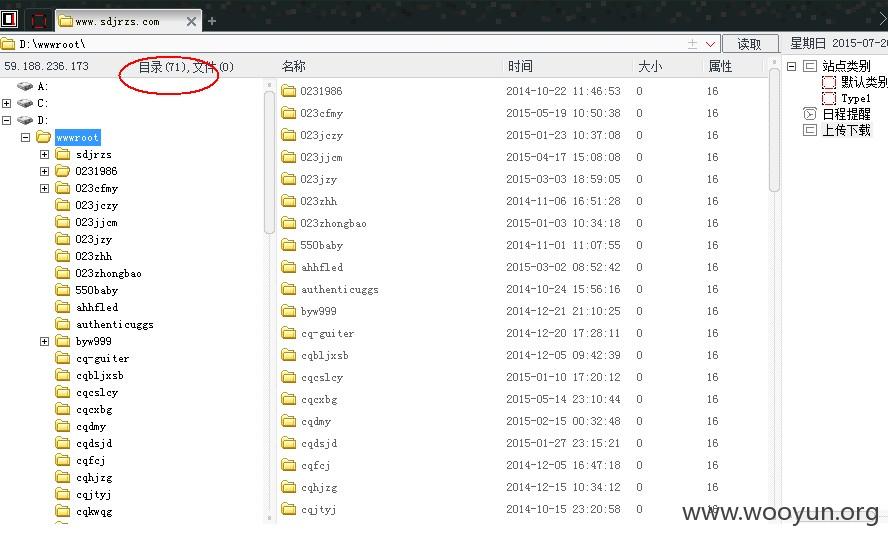 www.sdjrzs.com
D:\wwwroot\ 读取 星期日 2015-07-20
59.188.236.173 目录(71),文件(0) 名称 时间 大小 属性
A:
C:
D:
wwwroot
sdjrzs
0231986
023cfmy
023jczy
023jjcm
023jzy
023zhh
023zhongbao
550baby
ahhfled
authenticuggs
byw999
cq-guiter
cqbljxsb
cqcslcy
cqcxbg
cqdmy
cqdsjd
cqfcj
cqhjzg
cqjtyj
cqkwqg
0231986 2014-10-22 11:46:53 0 16
023cfmy 2015-05-19 10:50:38 0 16
023jczy 2015-01-23 10:37:08 0 16
023jjcm 2015-04-17 15:08:08 0 16
023jzy 2015-03-03 18:59:05 0 16
023zhh 2014-11-06 16:51:28 0 16
023zhongbao 2015-01-03 10:34:18 0 16
550baby 2014-11-01 11:07:55 0 16
ahhfled 2015-03-02 08:52:42 0 16
authenticuggs 2014-10-24 15:56:16 0 16
byw999 2014-12-21 21:10:25 0 16
cq-guiter 2014-12-20 17:28:11 0 16
cqbljxsb 2014-12-05 09:42:39 0 16
cqcslcy 2015-01-10 17:20:12 0 16
cqcxbg 2015-05-14 23:10:44 0 16
cqdmy 2015-02-15 00:32:48 0 16
cqdsjd 2015-01-27 23:15:21 0 16
cqfcj 2014-12-05 16:47:18 0 16
cqhjzg 2014-12-15 10:34:12 0 16
cqjtyj 2014-10-15 23:20:58 0 16
站点类别
默认类别
Type1
日程提醒
上传下载
www.wooyun.org